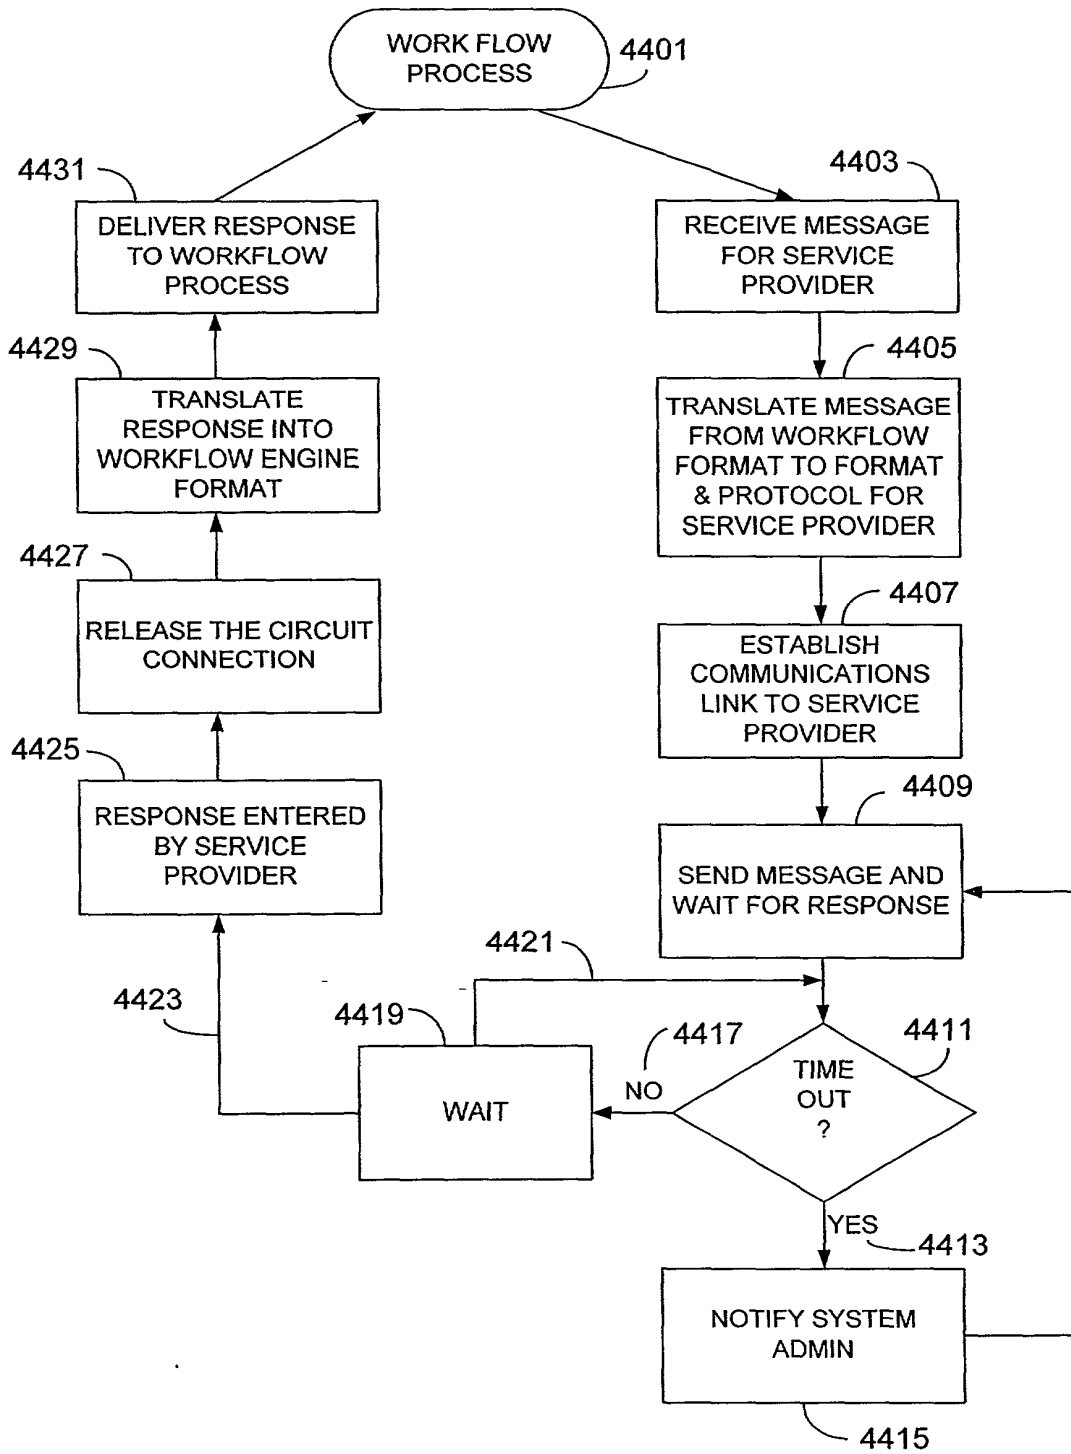 WORK FLOW
PROCESS
4401
4403
RECEIVE MESSAGE
FOR SERVICE
PROVIDER
4405
TRANSLATE MESSAGE
FROM WORKFLOW
FORMAT TO FORMAT
& PROTOCOL FOR
SERVICE PROVIDER
4407
ESTABLISH
COMMUNICATIONS
LINK TO SERVICE
PROVIDER
4409
SEND MESSAGE AND
WAIT FOR RESPONSE
4411
TIME
OUT
?
YES
4413
NOTIFY SYSTEM
ADMIN
4415
4417
NO
4419
WAIT
4421
4423
4425
RESPONSE ENTERED
BY SERVICE
PROVIDER
4427
RELEASE THE CIRCUIT
CONNECTION
4429
TRANSLATE
RESPONSE INTO
WORKFLOW ENGINE
FORMAT
4431
DELIVER RESPONSE
TO WORKFLOW
PROCESS